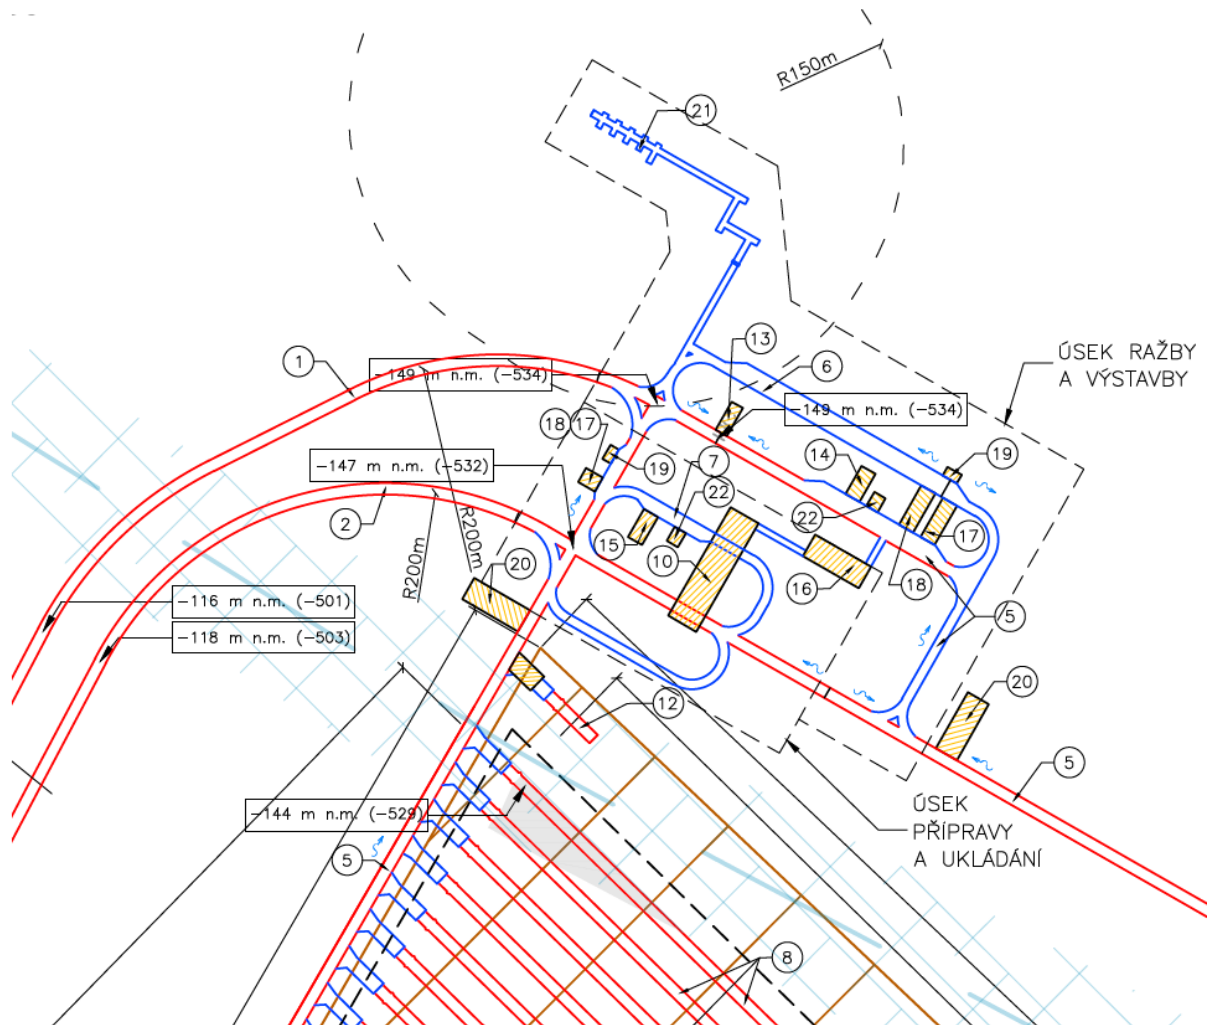 R150m
21
ÚSEK RAŽBY
A VÝSTAVBY
1
13
6
-149 m n.m. (-534)
-149 m n.m. (-534)
18
17
19
7
14
19
-147 m n.m. (-532)
22
22
2
R200m
R200m
15
10
16
18
17
20
5
-116 m n.m. (-501)
-118 m n.m. (-503)
12
20
5
-144 m n.m. (-529)
ÚSEK
PŘÍPRAVY
A UKLÁDÁNÍ
5
8